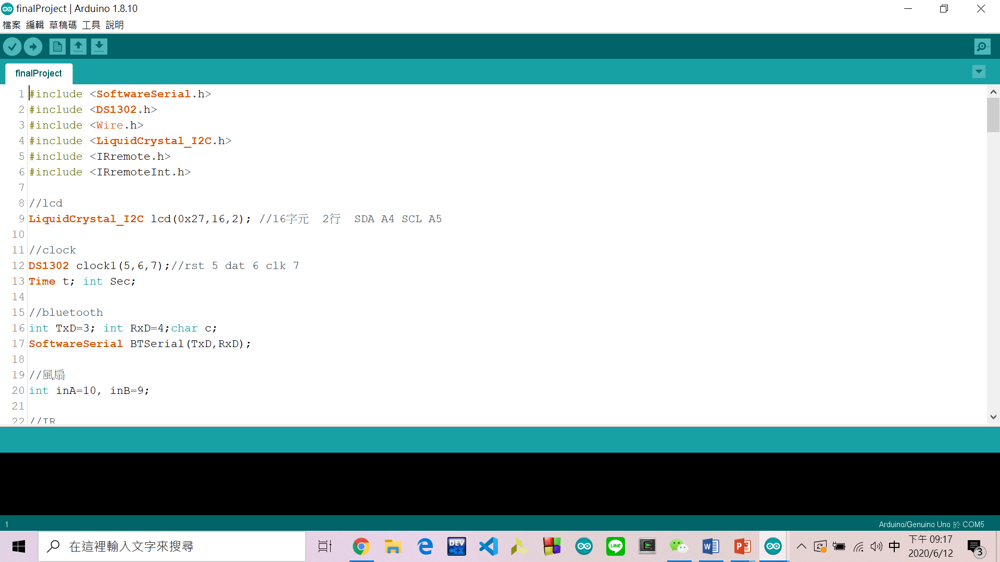 finalProject | Arduino 1.8.10
檔案 編輯 草稿碼 工具 說明
finalProject
1 #include <SoftwareSerial.h>
2 #include <DS1302.h>
3 #include <Wire.h>
4 #include <LiquidCrystal_I2C.h>
5 #include <IRremote.h>
6 #include <IRremoteInt.h>
7
8 //lcd
9 LiquidCrystal_I2C lcd(0x27,16,2); //16字元  2行  SDA A4 SCL A5
10
11 //clock
12 DS1302 clock1(5,6,7);//rst 5 dat 6 clk 7
13 Time t; int Sec;
14
15 //bluetooth
16 int TxD=3; int RxD=4;char c;
17 SoftwareSerial BTSerial(TxD,RxD);
18
19 //風扇
20 int inA=10, inB=9;
21
22 //IR
1
Arduino/Genuino Uno 於 COM5
在這裡輸入文字來搜尋
DEV C++
LINE
中
下午 09:17
2020/6/12
3